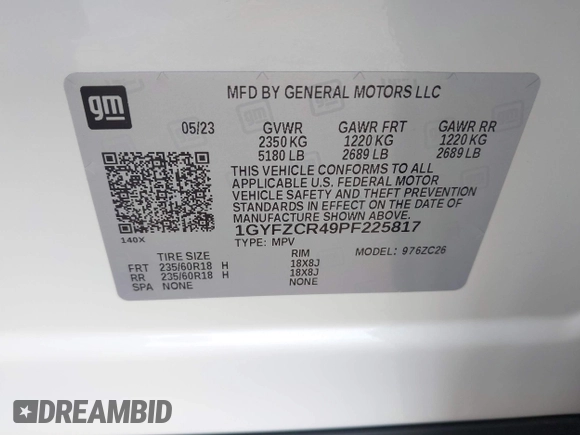 gm
MFD BY GENERAL MOTORS LLC
05/23 GVWR GAWR FRT GAWR RR
2350 KG 1220 KG 1220 KG
5180 LB 2689 LB 2689 LB
THIS VEHICLE CONFORMS TO ALL
APPLICABLE U.S. FEDERAL MOTOR
VEHICLE SAFETY AND THEFT PREVENTION
STANDARDS IN EFFECT ON THE DATE OF
MANUFACTURE SHOWN ABOVE.
1GYFZCR49PF225817
140X
TYPE: MPV MODEL: 976ZC26
TIRE SIZE RIM
FRT 235/60R18 H 18X8J
RR 235/60R18 H 18X8J
SPA NONE NONE
DREAMBID